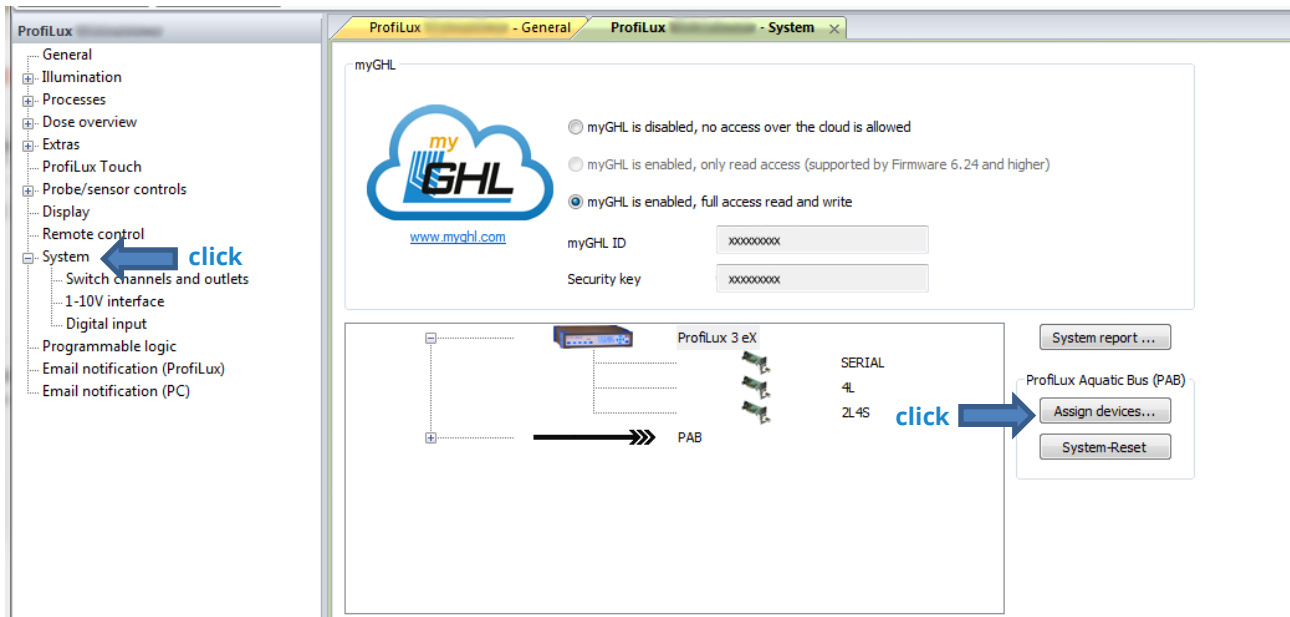 ProfiLux
General
Illumination
Processes
Dose overview
Extras
ProfiLux Touch
Probe/sensor controls
Display
Remote control
System
click
Switch channels and outlets
1-10V interface
Digital input
Programmable logic
Email notification (ProfiLux)
Email notification (PC)
ProfiLux - General
ProfiLux - System
myGHL
my
GHL
www.myghl.com
myGHL is disabled, no access over the cloud is allowed
myGHL is enabled, only read access (supported by Firmware 6.24 and higher)
myGHL is enabled, full access read and write
myGHL ID xxxxxxxxx
Security key xxxxxxxxx
ProfiLux 3 eX
SERIAL
4L
2L4S
PAB
System report ...
ProfiLux Aquatic Bus (PAB)
click
Assign devices...
System-Reset